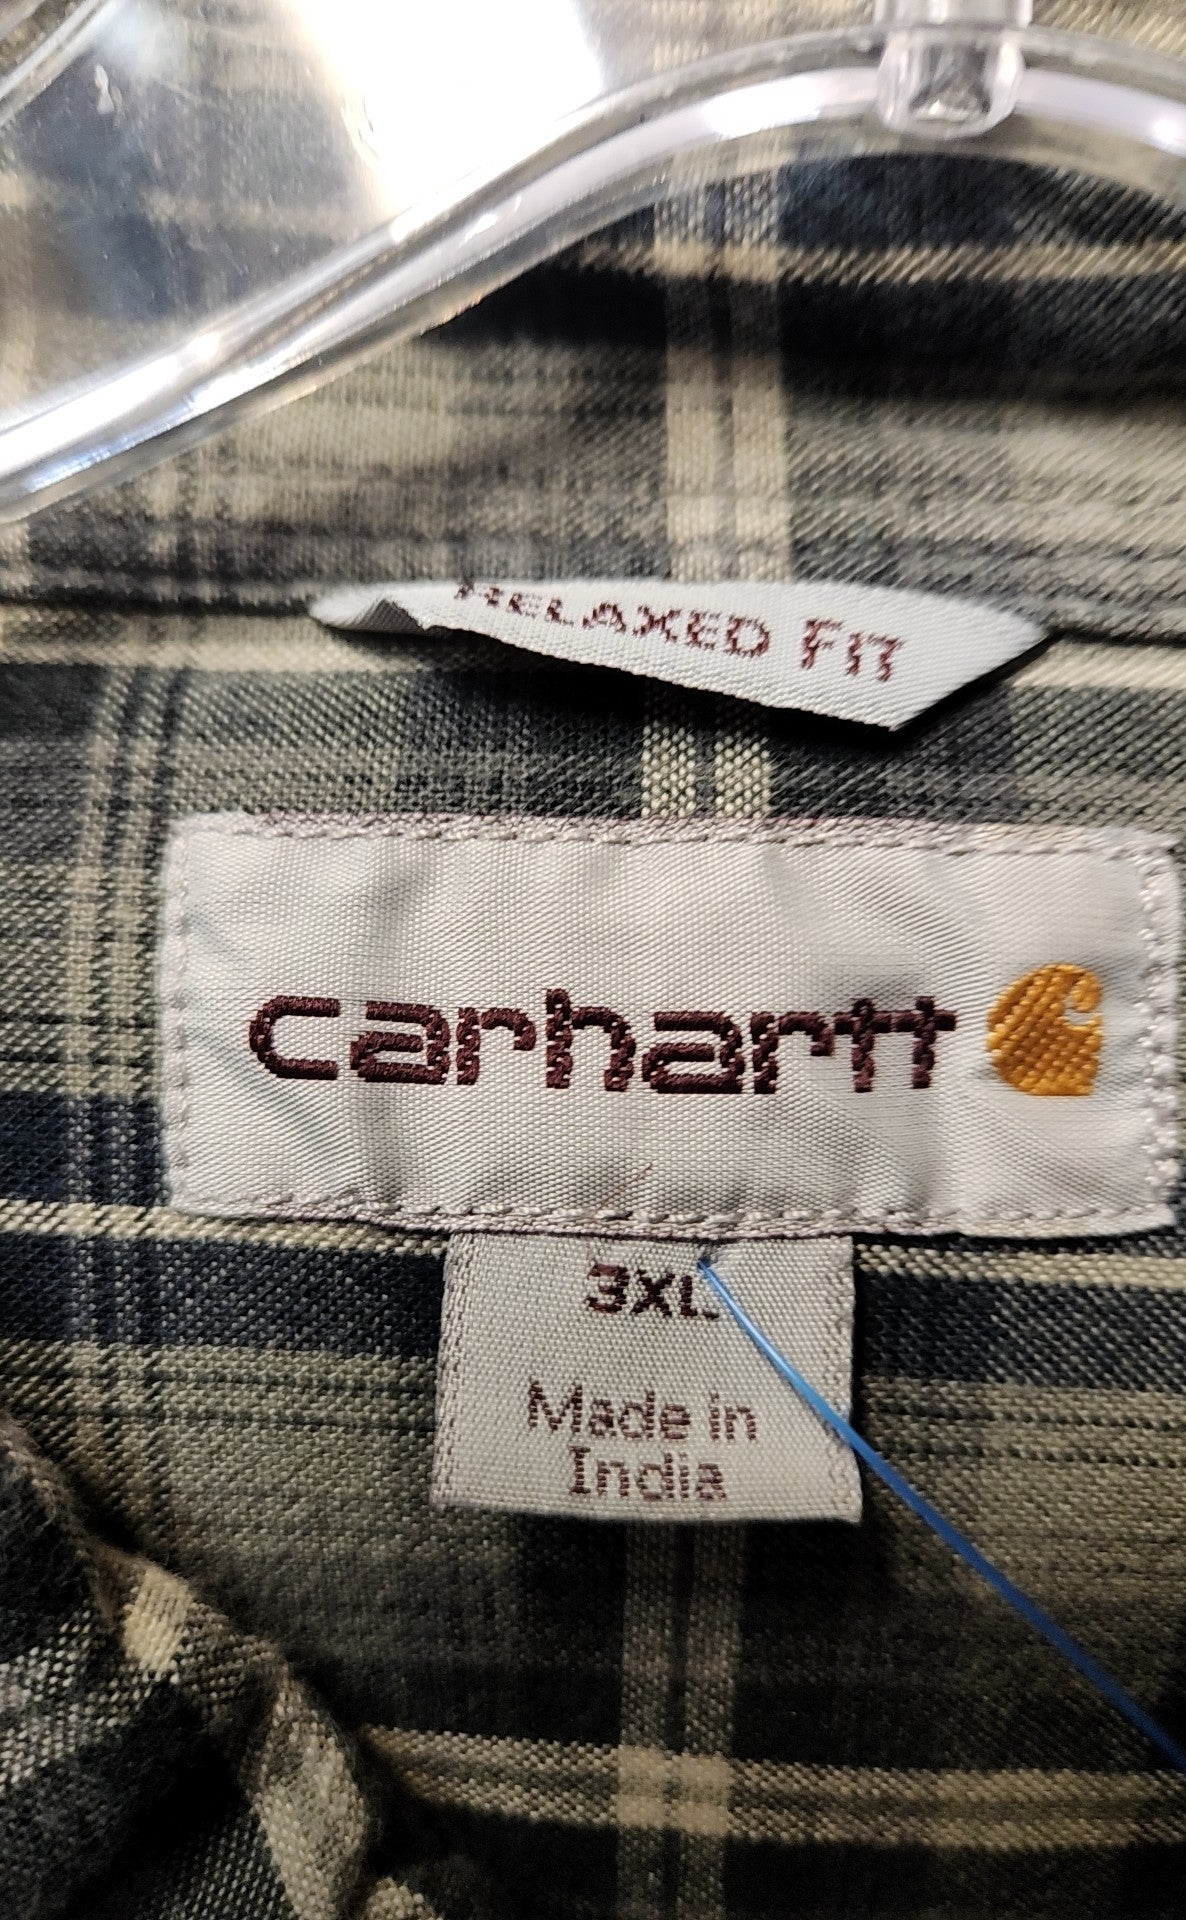 RELAXED FIT
carhartt
3XL
Made in
India